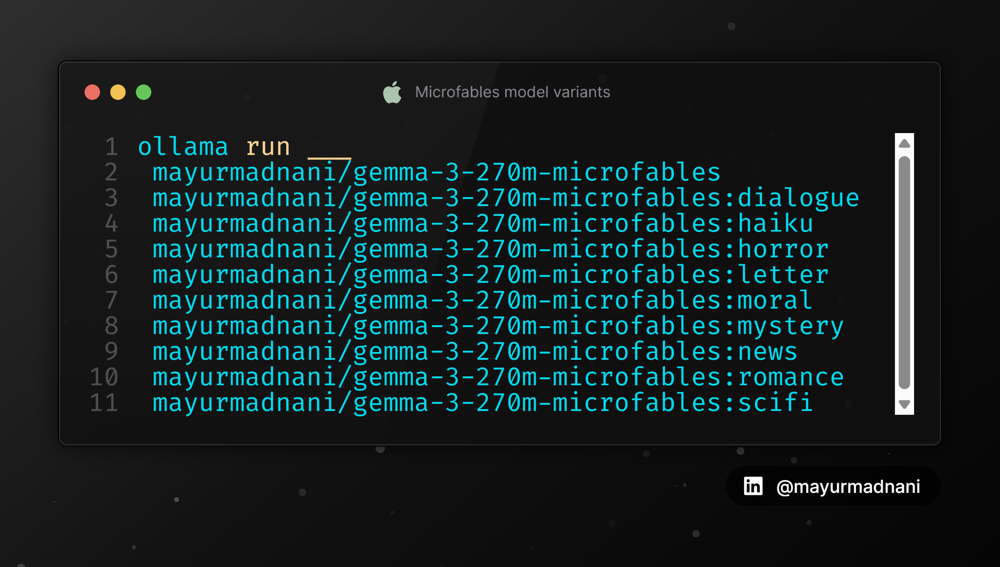 Microfables model variants
1 ollama run ___
2 mayurmadnani/gemma-3-270m-microfables
3 mayurmadnani/gemma-3-270m-microfables:dialogue
4 mayurmadnani/gemma-3-270m-microfables:haiku
5 mayurmadnani/gemma-3-270m-microfables:horror
6 mayurmadnani/gemma-3-270m-microfables:letter
7 mayurmadnani/gemma-3-270m-microfables:moral
8 mayurmadnani/gemma-3-270m-microfables:mystery
9 mayurmadnani/gemma-3-270m-microfables:news
10 mayurmadnani/gemma-3-270m-microfables:romance
11 mayurmadnani/gemma-3-270m-microfables:scifi
in @mayurmadnani